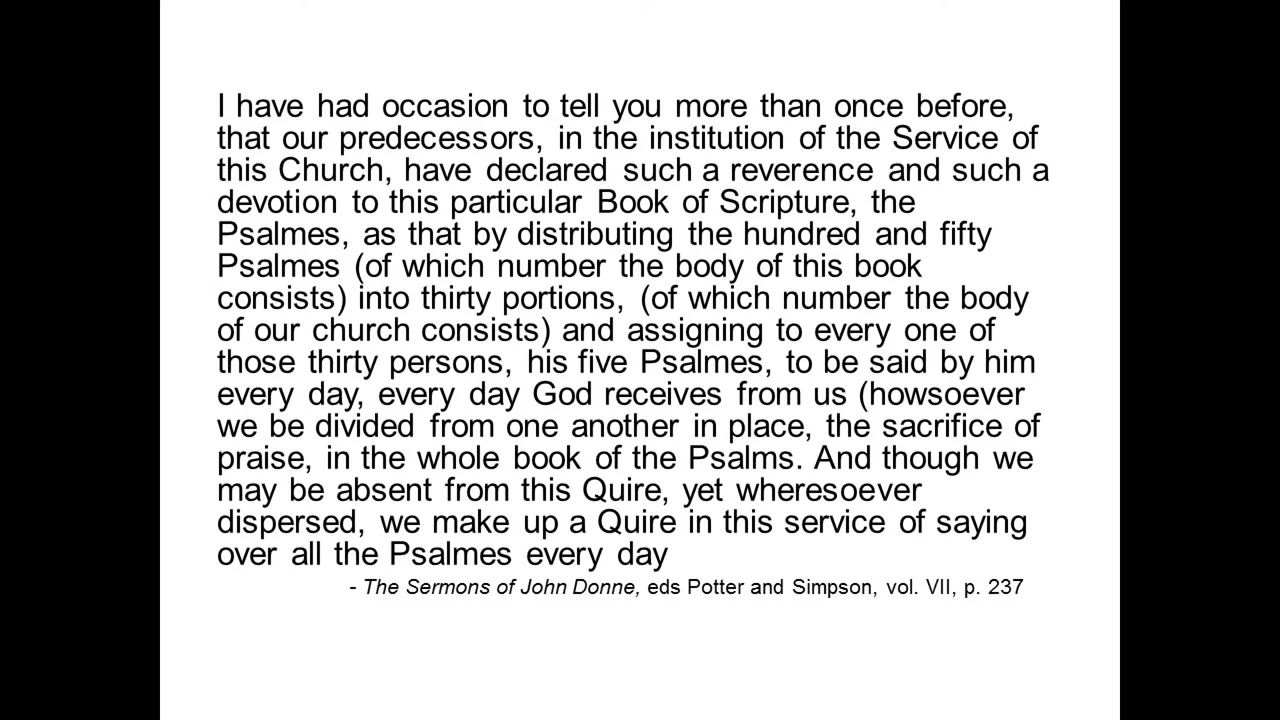 I have had occasion to tell you more than once before,
that our predecessors, in the institution of the Service of
this Church, have declared such a reverence and such a
devotion to this particular Book of Scripture, the
Psalmes, as that by distributing the hundred and fifty
Psalmes (of which number the body of this book
consists) into thirty portions, (of which number the body
of our church consists) and assigning to every one of
those thirty persons, his five Psalmes, to be said by him
every day, every day God receives from us (howsoever
we be divided from one another in place, the sacrifice of
praise, in the whole book of the Psalms. And though we
may be absent from this Quire, yet wheresoever
dispersed, we make up a Quire in this service of saying
over all the Psalmes every day
- The Sermons of John Donne, eds Potter and Simpson, vol. VII, p. 237